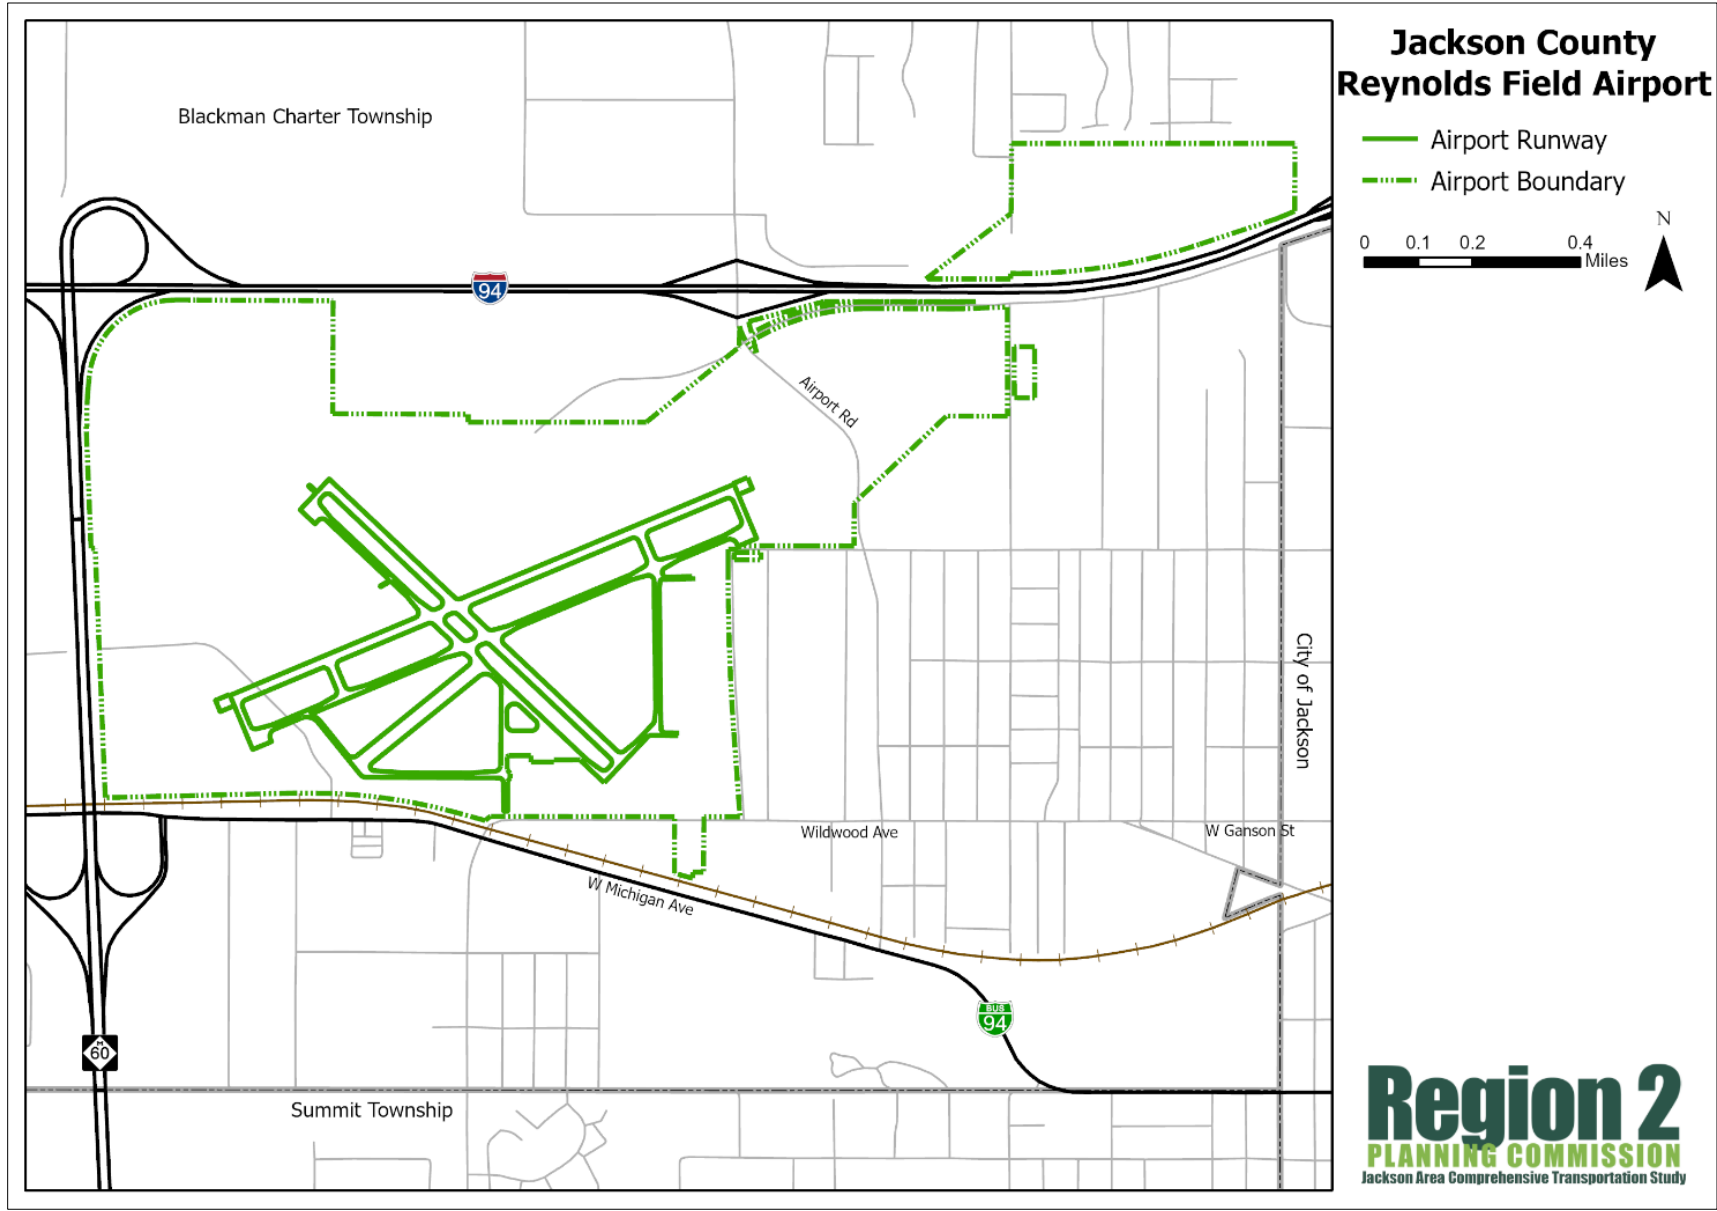 Jackson County
Reynolds Field Airport
Airport Runway
Airport Boundary
N
0 0.1 0.2 0.4
Miles
Blackman Charter Township
94
Airport Rd
City of Jackson
Wildwood Ave
W Ganson St
W Michigan Ave
BUS
94
M
60
Summit Township
Region 2
PLANNING COMMISSION
Jackson Area Comprehensive Transportation Study